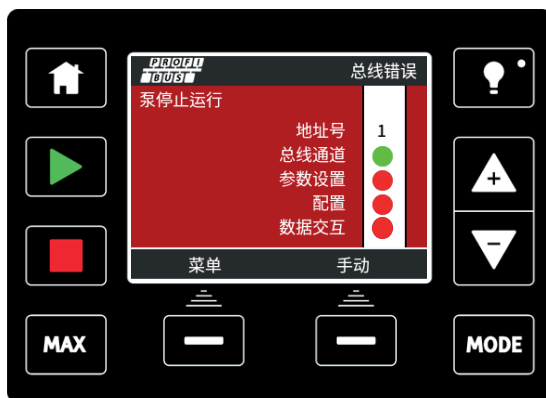 PROFI
BUS
总线错误
泵停止运行
地址号 1
总线通道
参数设置
配置
数据交互
菜单 手动
+
-
MAX
MODE